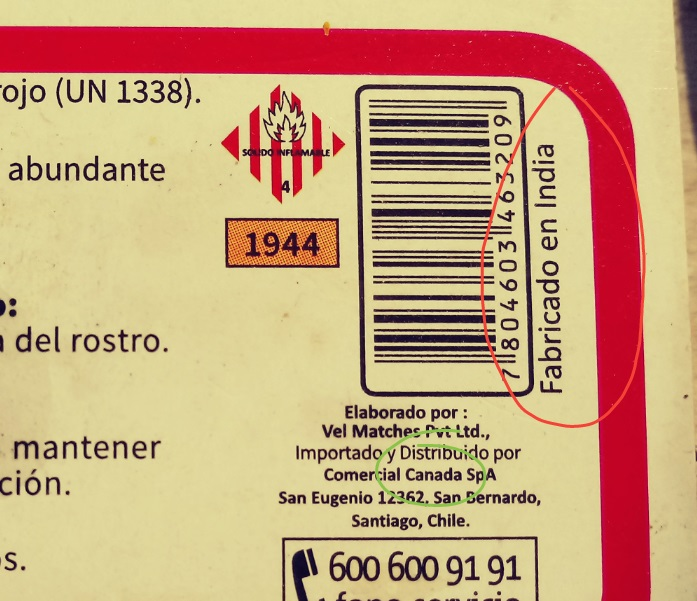 rojo (UN 1338).
abundante
SOLIDO INFLAMABLE
4
1944
7 804603 463209
Fabricado en India
a del rostro.
mantener
ción.
os.
Elaborado por :
Vel Matches Pvt Ltd.,
Importado y Distribuido por
Comercial Canada SpA
San Eugenio 12362. San Bernardo,
Santiago, Chile.
600 600 91 91
fono servicio